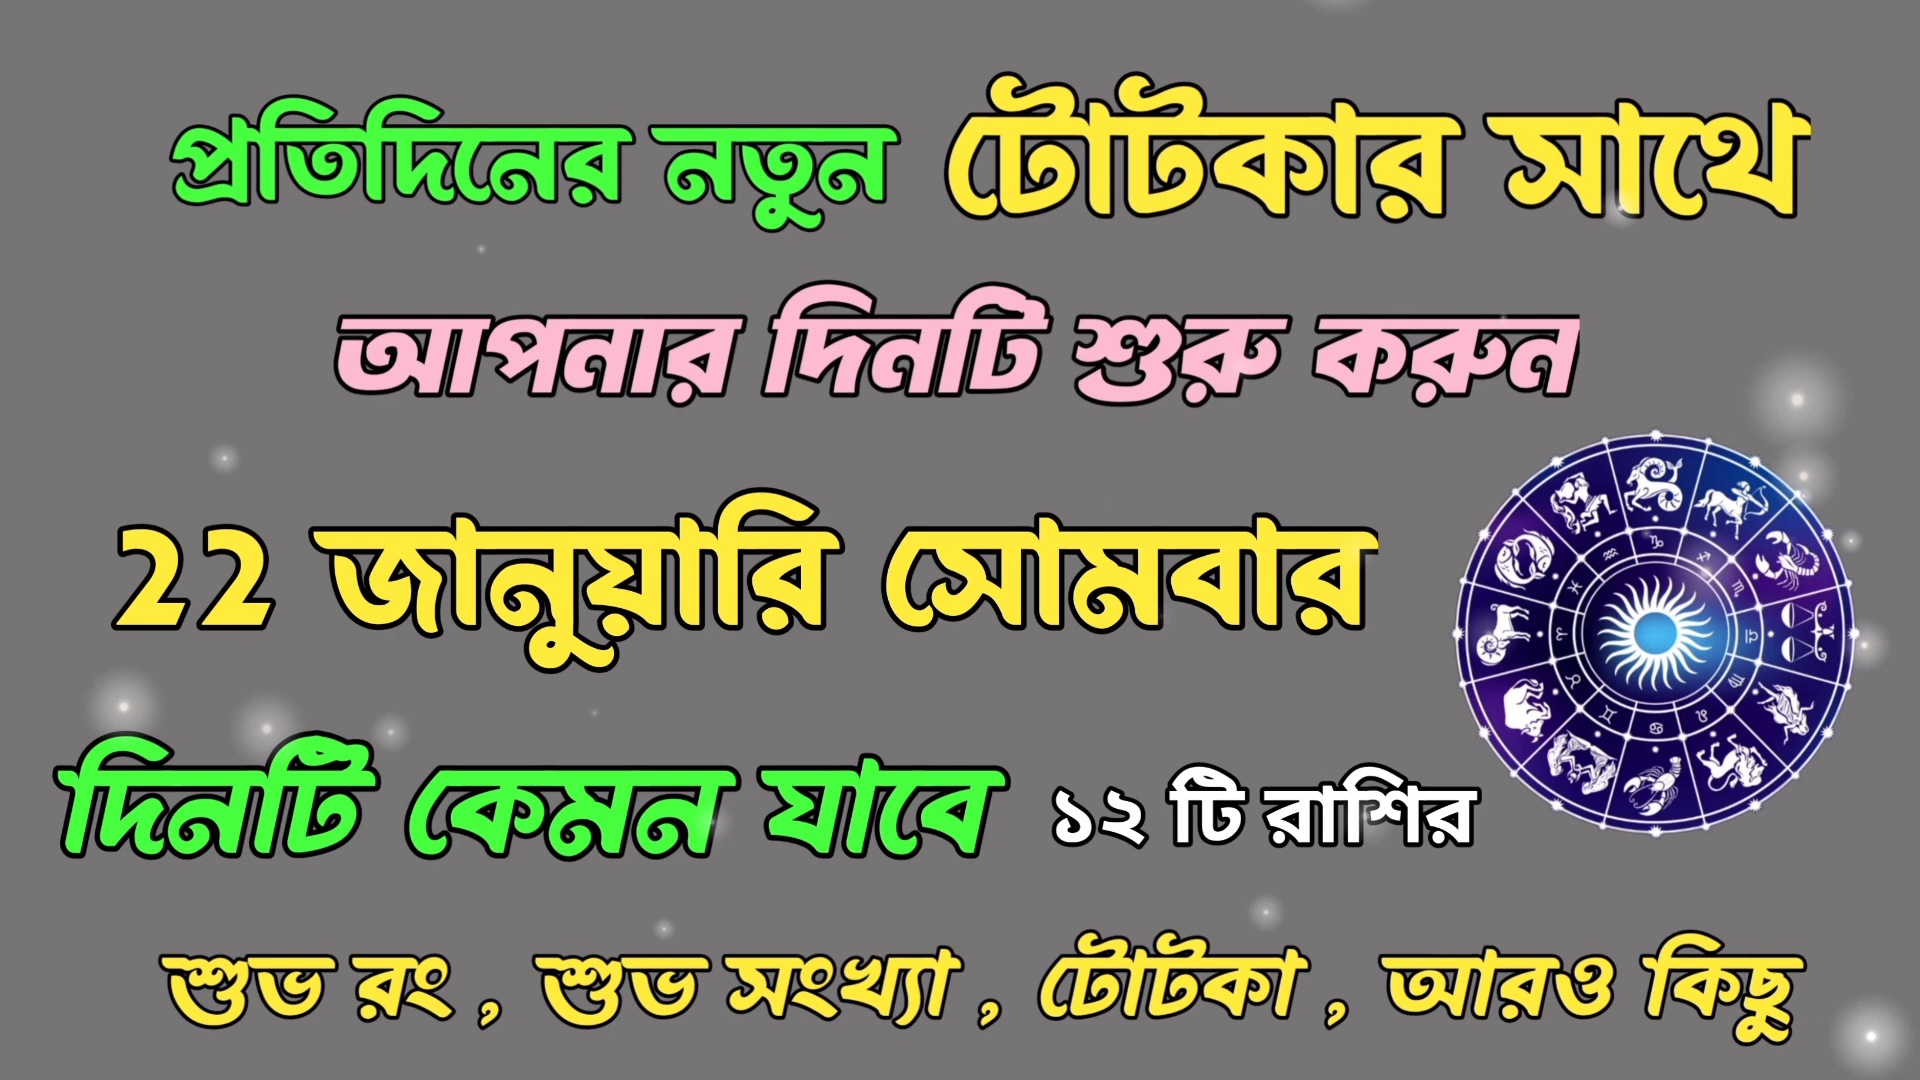 প্রতিদিনের নতুন টোটকার সাথে
আপনার দিনটি শুরু করুন
22 জানুয়ারি সোমবার
দিনটি কেমন যাবে ১২ টি রাশির
শুভ রং , শুভ সংখ্যা , টোটকা , আরও কিছু